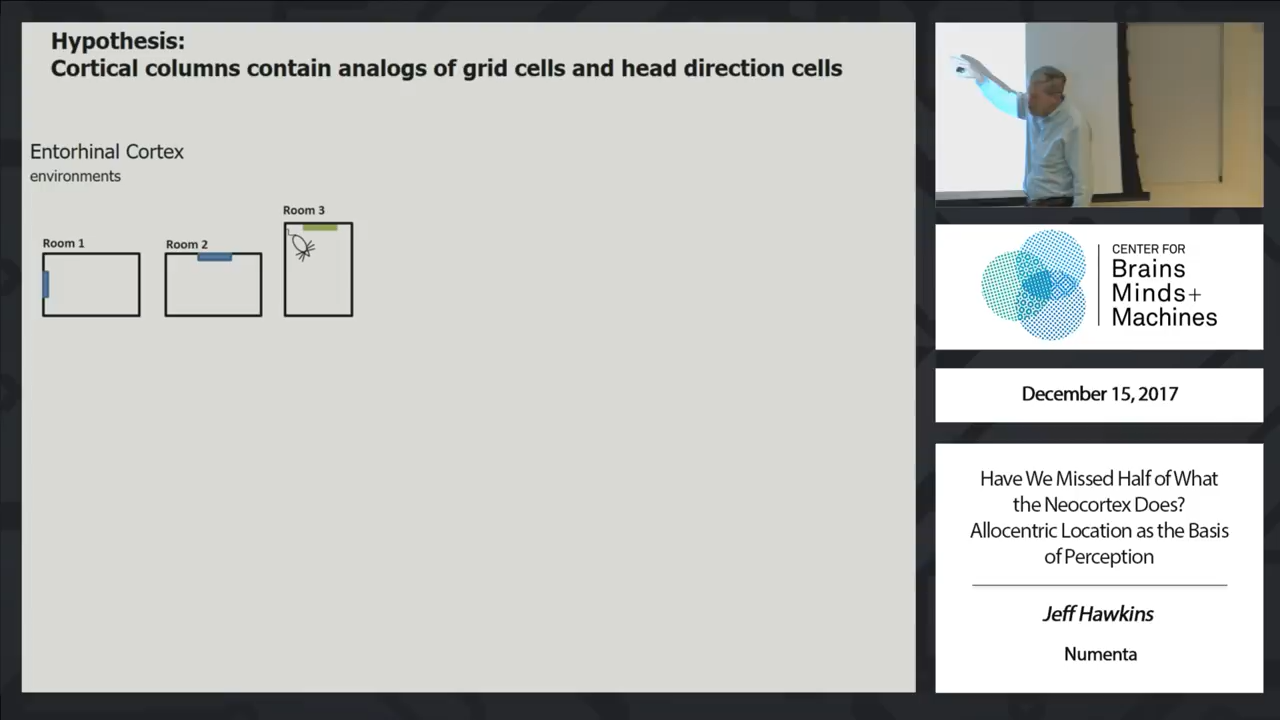 Hypothesis:
Cortical columns contain analogs of grid cells and head direction cells
Entorhinal Cortex
environments
Room 1
Room 2
Room 3
CENTER FOR
Brains
Minds+
Machines
December 15, 2017
Have We Missed Half of What
the Neocortex Does?
Allocentric Location as the Basis
of Perception
Jeff Hawkins
Numenta